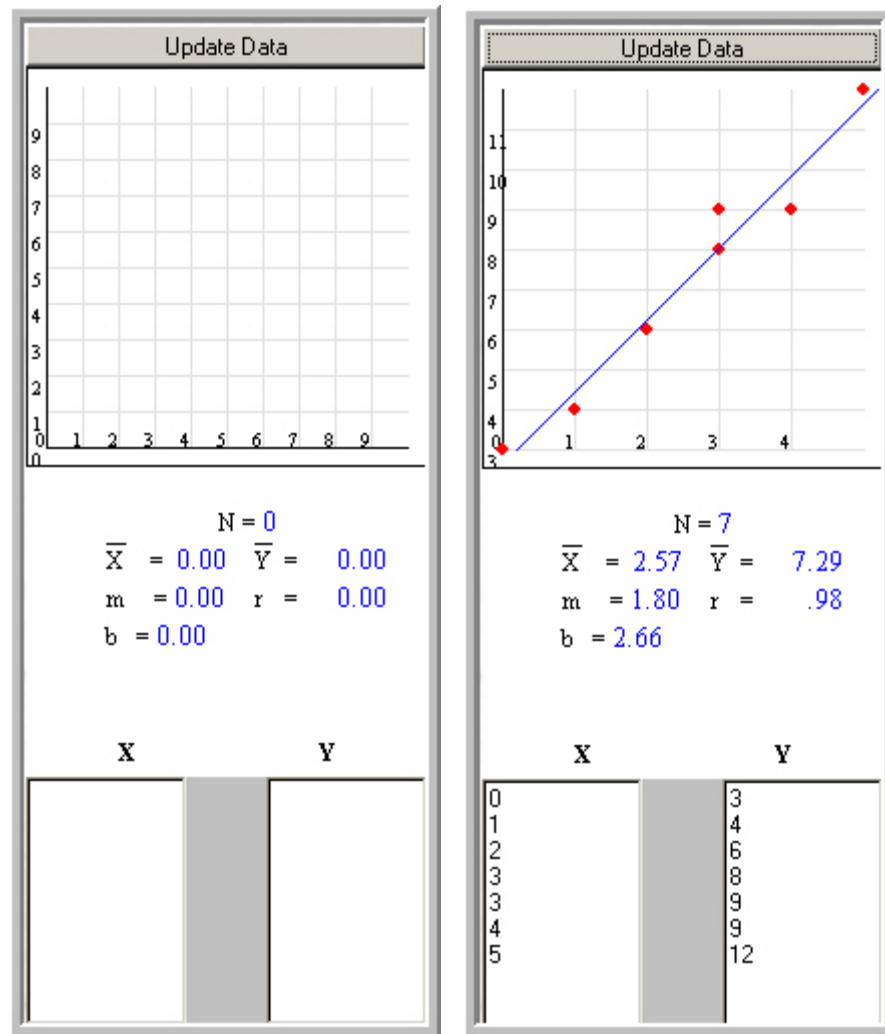 Update Data
9
8
7
6
5
4
3
2
1
0 1 2 3 4 5 6 7 8 9
0
N = 0
X = 0.00 Y = 0.00
m = 0.00 r = 0.00
b = 0.00
X Y
Update Data
11
10
9
8
7
6
5
4
0 1 2 3 4
3
N = 7
X = 2.57 Y = 7.29
m = 1.80 r = .98
b = 2.66
X Y
0 3
1 4
2 6
3 8
3 9
4 9
5 12